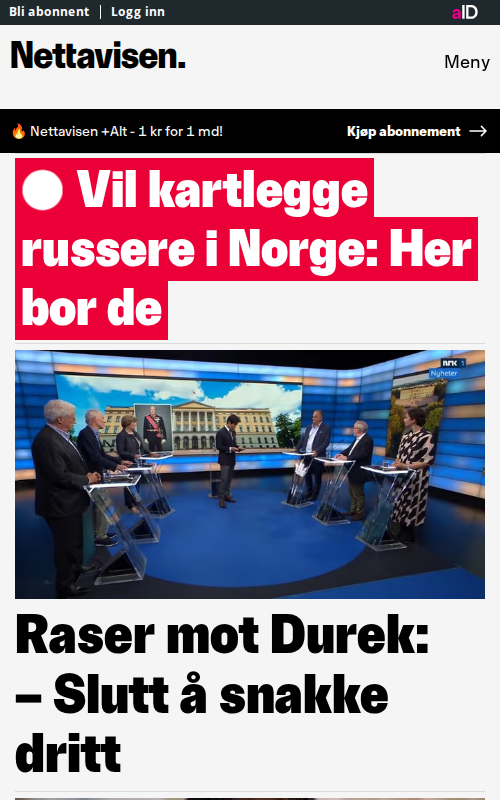 Bli abonnent | Logg inn
aID
Nettavisen.
Meny
🔥 Nettavisen +Alt - 1 kr for 1 md!
Kjøp abonnement →
Vil kartlegge
russere i Norge: Her
bor de
NRK 1
Nyheter
Raser mot Durek:
– Slutt å snakke
dritt